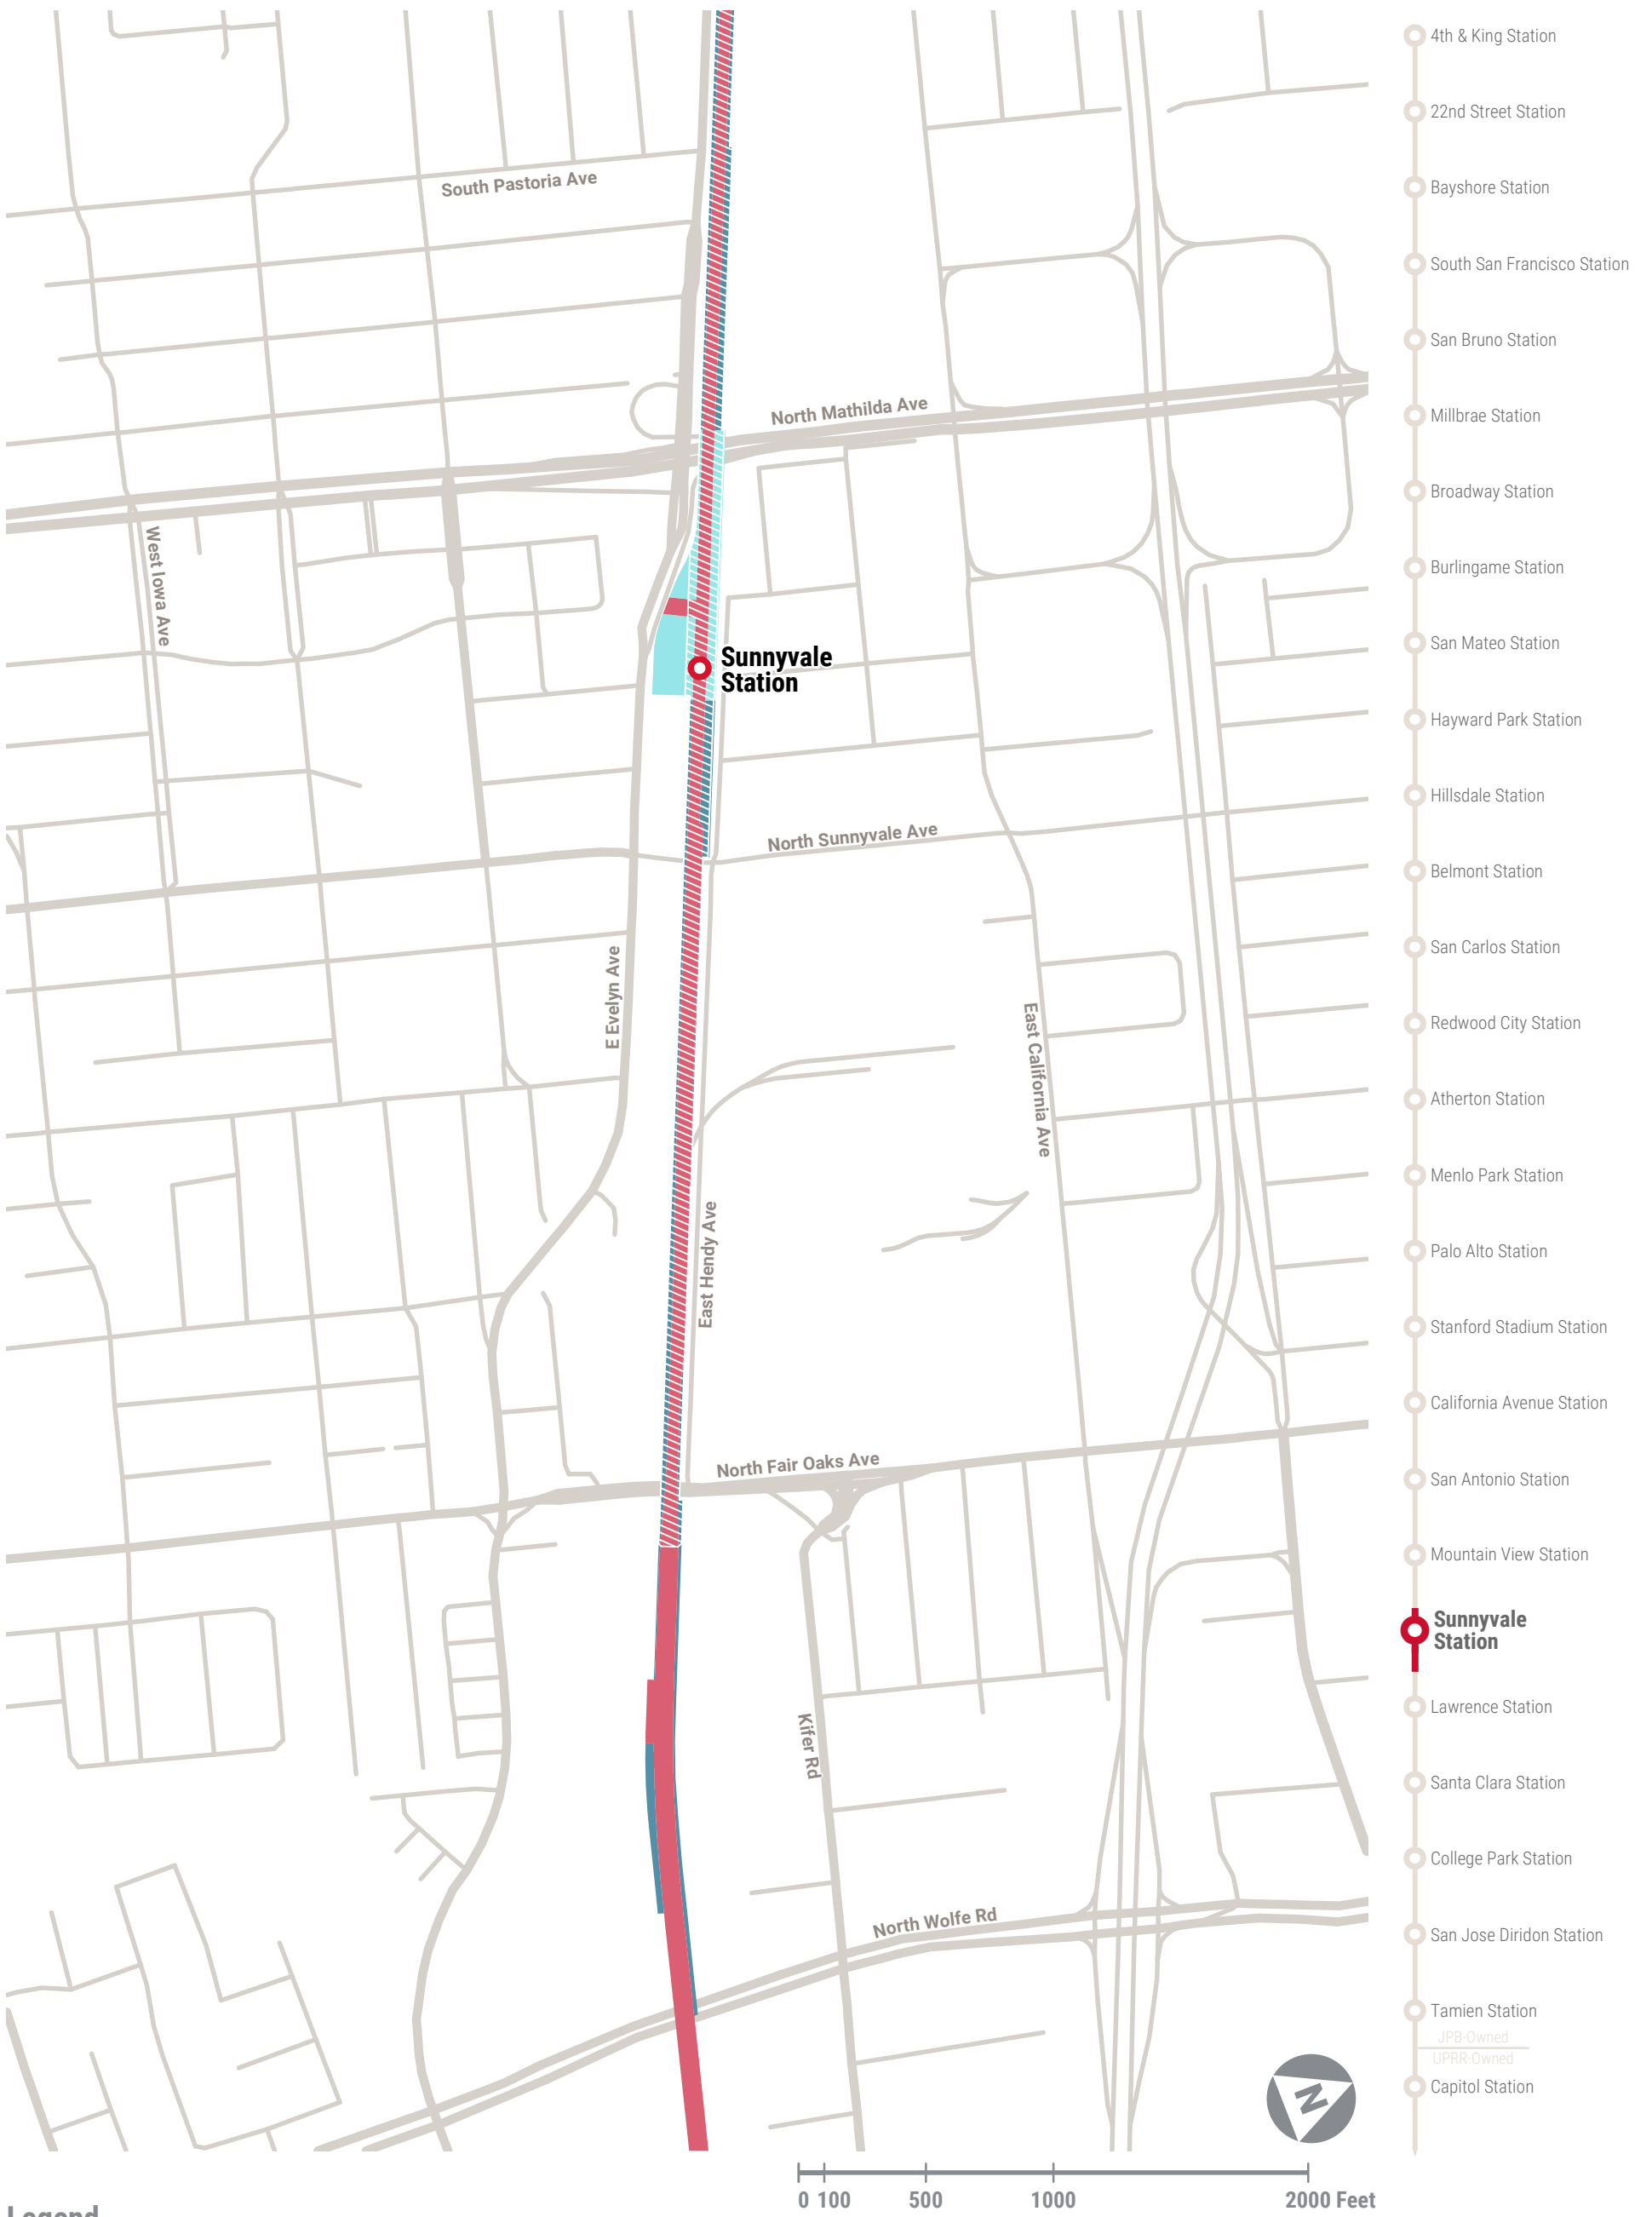 South Pastoria Ave
North Mathilda Ave
West Iowa Ave
Sunnyvale
Station
North Sunnyvale Ave
E Evelyn Ave
East California Ave
East Hendy Ave
North Fair Oaks Ave
Kifer Rd
North Wolfe Rd
N
0 100 500 1000 2000 Feet
4th & King Station
22nd Street Station
Bayshore Station
South San Francisco Station
San Bruno Station
Millbrae Station
Broadway Station
Burlingame Station
San Mateo Station
Hayward Park Station
Hillsdale Station
Belmont Station
San Carlos Station
Redwood City Station
Atherton Station
Menlo Park Station
Palo Alto Station
Stanford Stadium Station
California Avenue Station
San Antonio Station
Mountain View Station
Sunnyvale
Station
Lawrence Station
Santa Clara Station
College Park Station
San Jose Diridon Station
Tamien Station
JPB-Owned
UPRR-Owned
Capitol Station
Legend